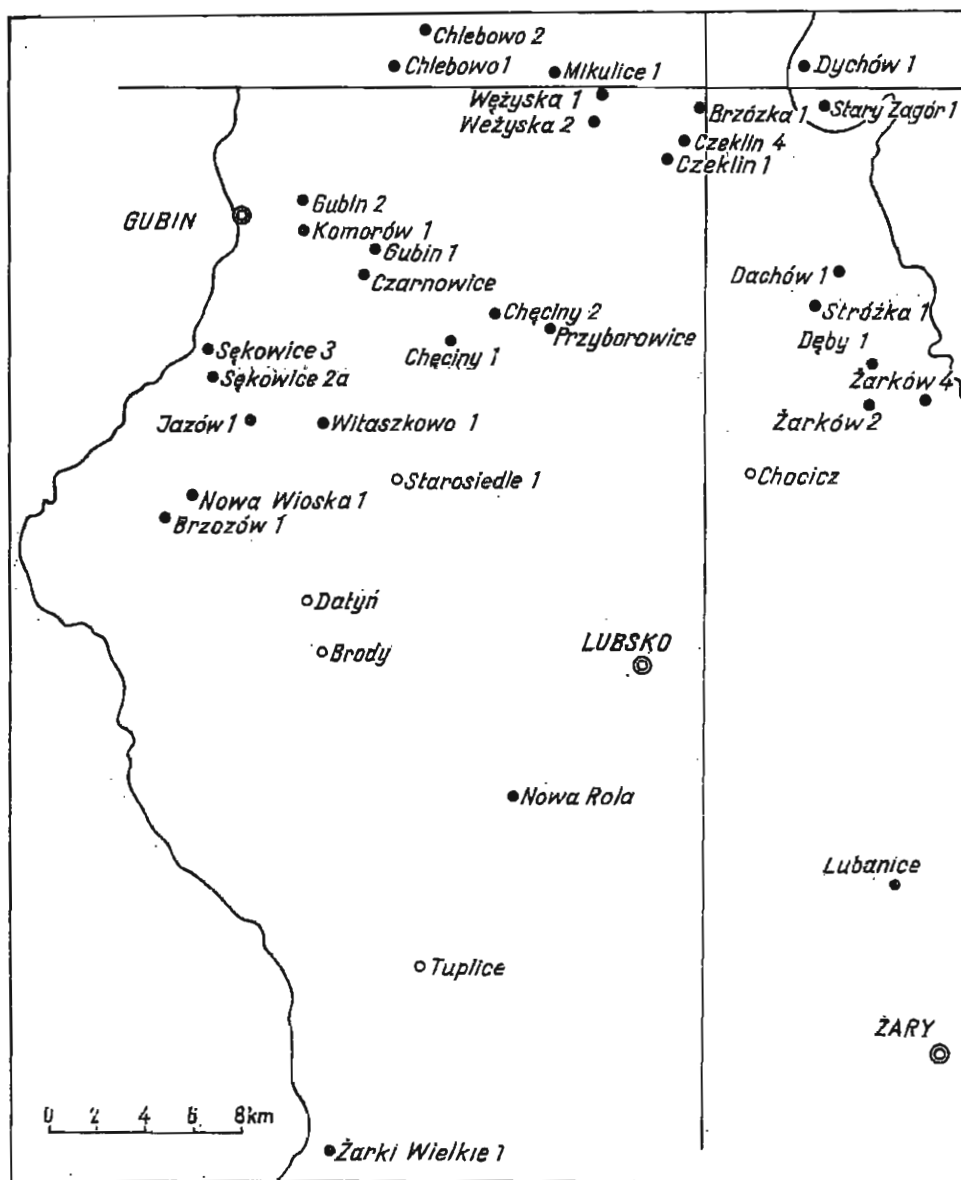 Chlebowo 2
Chlebowo 1
Mikulice 1
Dychów 1
Wężyska 1
Wężyska 2
Brzózka 1
Stary Zagór 1
Czeklin 4
Czeklin 1
GUBIN
Gubin 2
Komorów 1
Gubin 1
Czarnowice
Dachów 1
Stróżka 1
Chęciny 2
Przyborowice
Chęciny 1
Dęby 1
Sękowice 3
Sękowice 2a
Żarków 4
Żarków 2
Jazów 1
Witaszkowo 1
Starosiedle 1
Chocicz
Nowa Wioska 1
Brzozów 1
Datyń
Brody
LUBSKO
Nowa Rola
Lubanice
Tuplice
ŻARY
0 2 4 6 8km
Żarki Wielkie 1